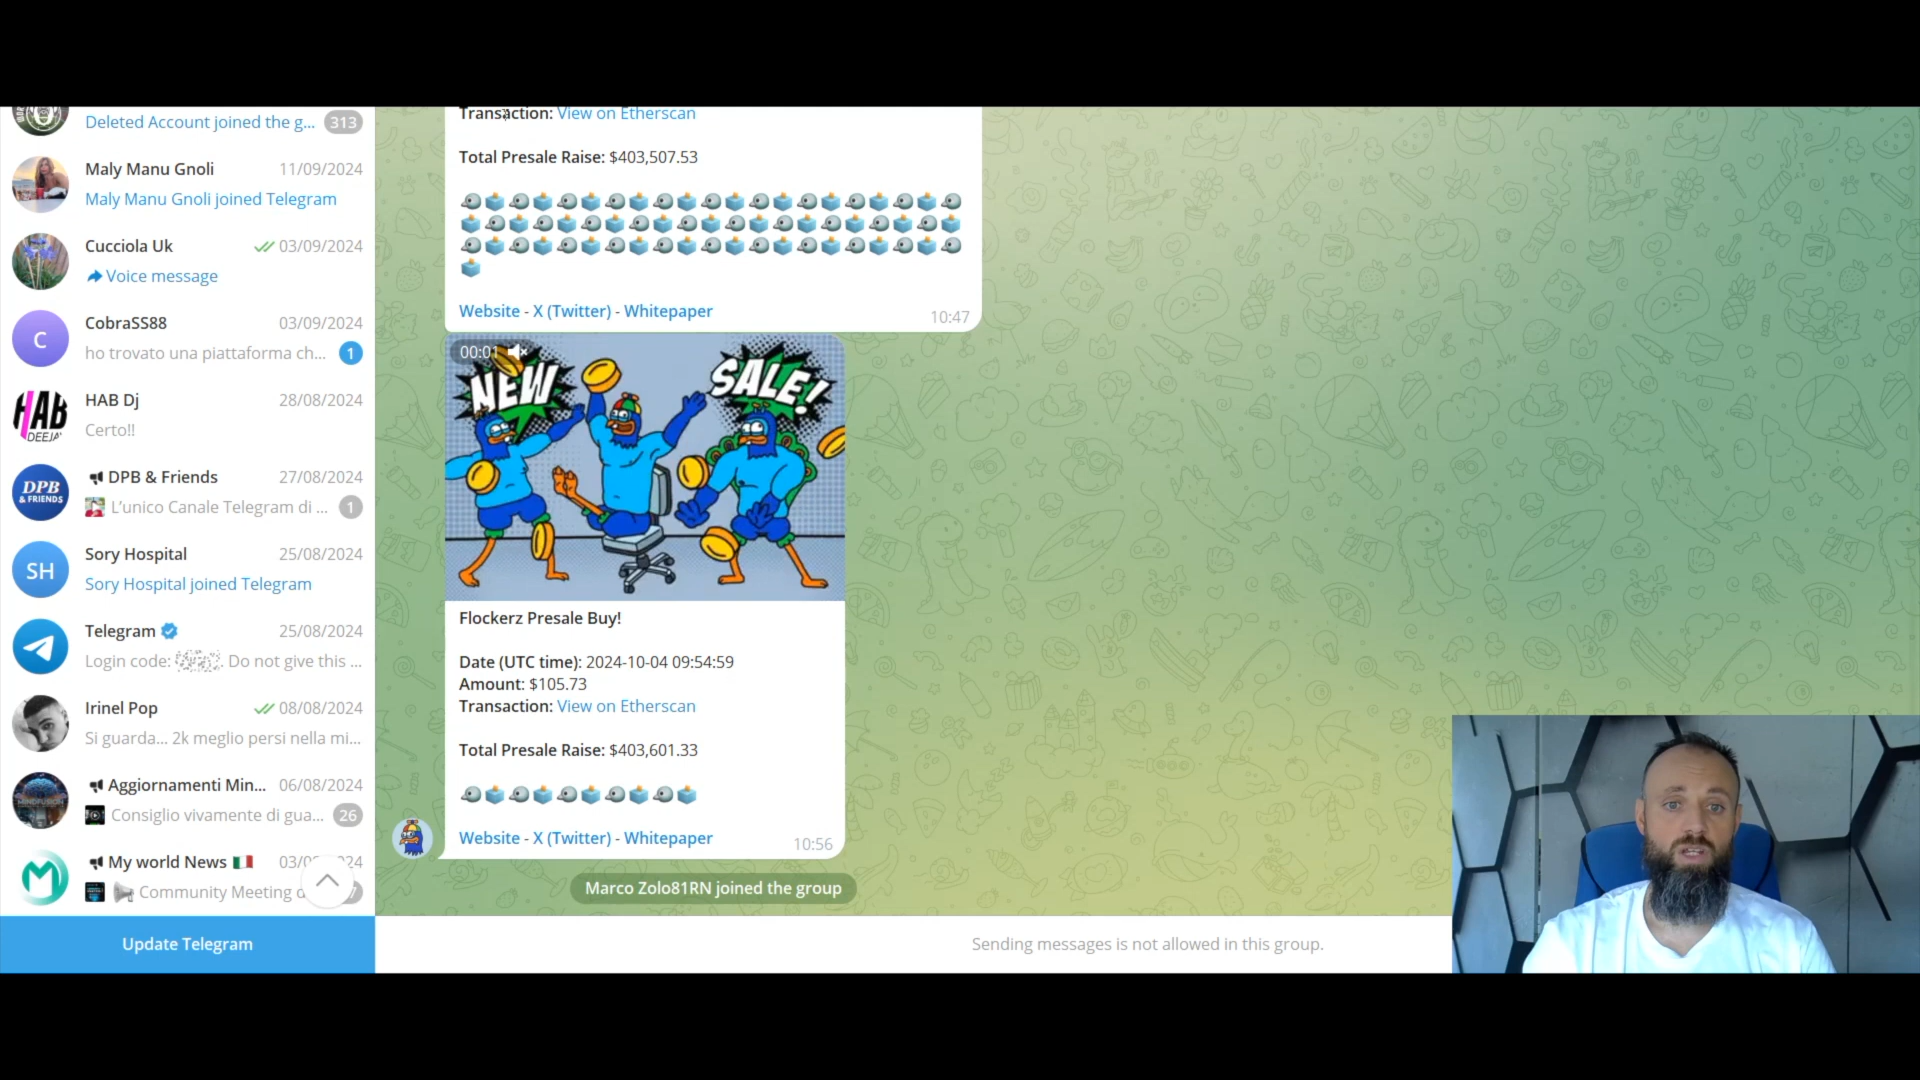 Deleted Account joined the g... 313
Maly Manu Gnoli 11/09/2024
Maly Manu Gnoli joined Telegram
Cucciola Uk 03/09/2024
Voice message
C
CobraSS88 03/09/2024
ho trovato una piattaforma ch... 1
HAB
DEEJAY
HAB Dj 28/08/2024
Certo!!
DPB
& FRIENDS
DPB & Friends 27/08/2024
L'unico Canale Telegram di ... 1
SH
Sory Hospital 25/08/2024
Sory Hospital joined Telegram
Telegram 25/08/2024
Login code: Do not give this ...
Irinel Pop 08/08/2024
Si guarda... 2k meglio persi nella mi...
Aggiornamenti Min... 06/08/2024
Consiglio vivamente di gua... 26
My world News
Community Meeting d
Update Telegram
Transaction: View on Etherscan
Total Presale Raise: $403,507.53
Website - X (Twitter) - Whitepaper
10:47
00:01
NEW
SALE!
Flockerz Presale Buy!
Date (UTC time): 2024-10-04 09:54:59
Amount: $105.73
Transaction: View on Etherscan
Total Presale Raise: $403,601.33
Website - X (Twitter) - Whitepaper
10:56
Marco Zolo81RN joined the group
Sending messages is not allowed in this group.